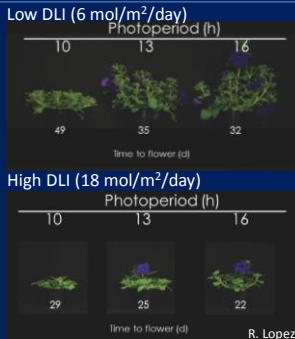 Low DLI (6 mol/m²/day)
Photoperiod (h)
10 13 16
49 35 32
Time to flower (d)
High DLI (18 mol/m²/day)
Photoperiod (h)
10 13 16
29 25 22
Time to flower (d)
R. Lopez